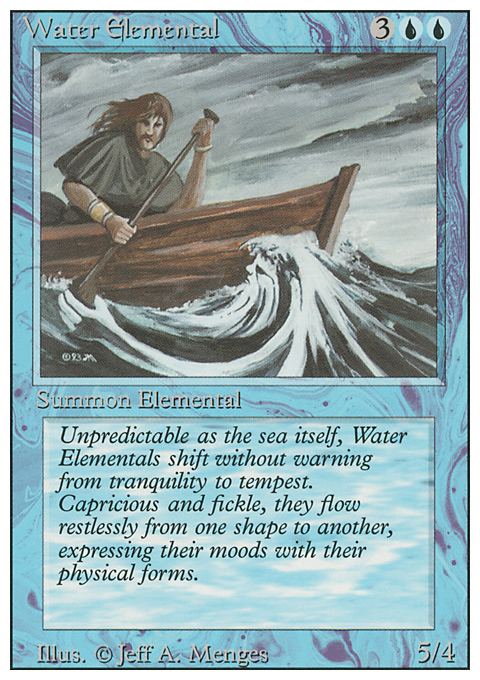 Water Elemental 3
©93 JM
Summon Elemental
Unpredictable as the sea itself, Water
Elementals shift without warning
from tranquility to tempest.
Capricious and fickle, they flow
restlessly from one shape to another,
expressing their moods with their
physical forms.
Illus. © Jeff A. Menges 5/4